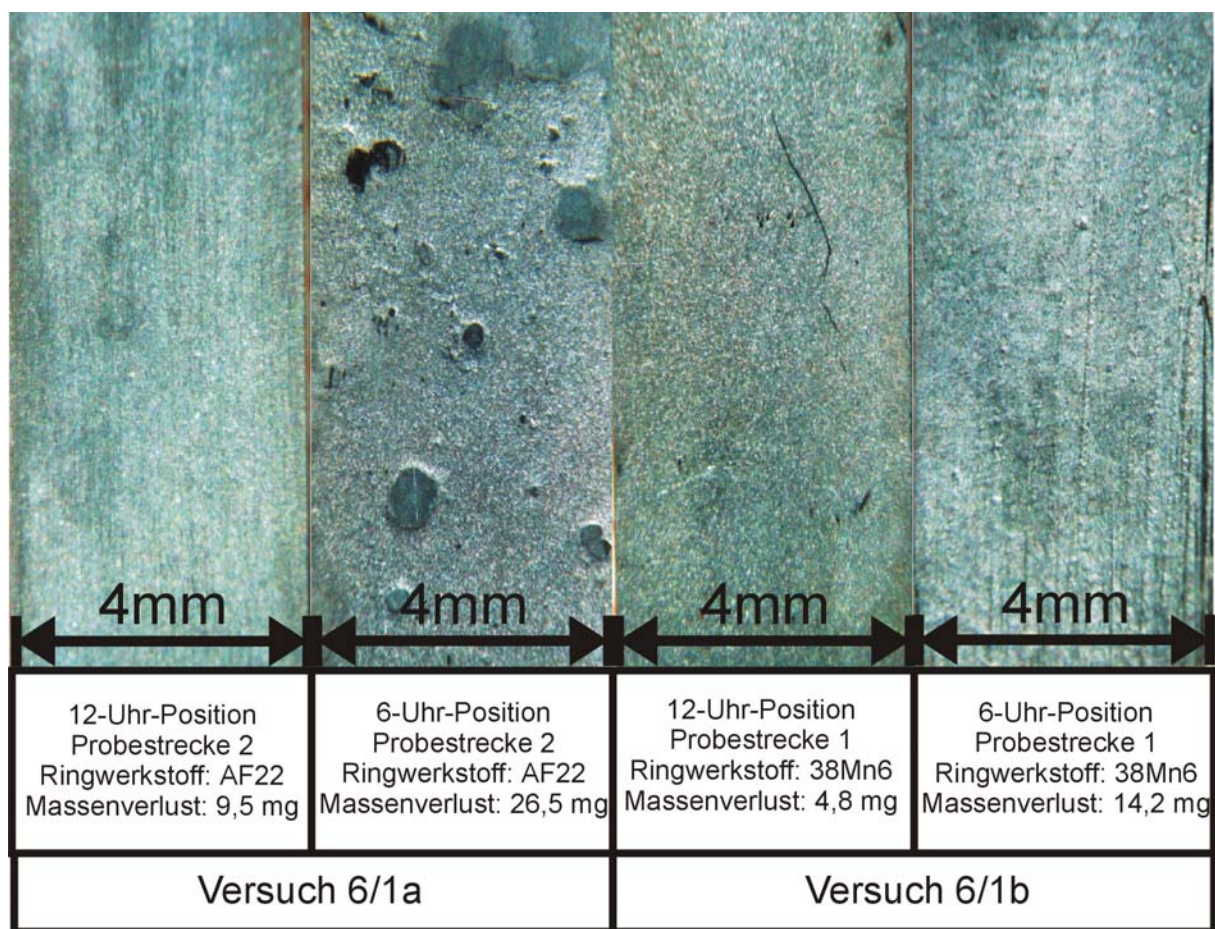 4mm
4mm
4mm
4mm
12-Uhr-Position
Probestrecke 2
Ringwerkstoff: AF22
Massenverlust: 9,5 mg
6-Uhr-Position
Probestrecke 2
Ringwerkstoff: AF22
Massenverlust: 26,5 mg
12-Uhr-Position
Probestrecke 1
Ringwerkstoff: 38Mn6
Massenverlust: 4,8 mg
6-Uhr-Position
Probestrecke 1
Ringwerkstoff: 38Mn6
Massenverlust: 14,2 mg
Versuch 6/1a
Versuch 6/1b